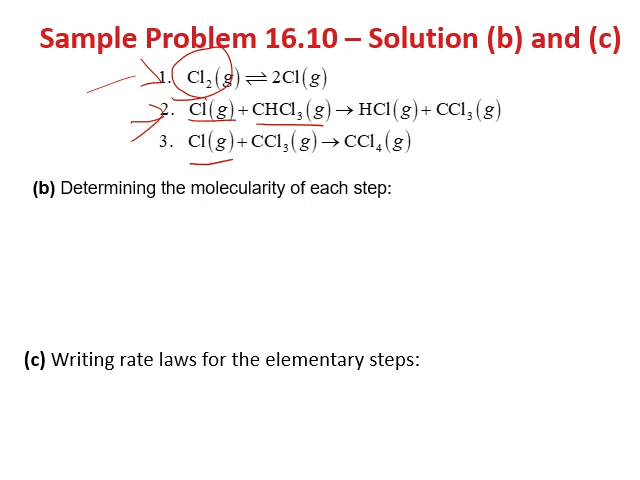 Sample Problem 16.10 – Solution (b) and (c)
1. Cl₂(g) ⇌ 2Cl(g)
2. Cl(g) + CHCl₃(g) → HCl(g) + CCl₃(g)
3. Cl(g) + CCl₃(g) → CCl₄(g)
(b) Determining the molecularity of each step:
(c) Writing rate laws for the elementary steps: